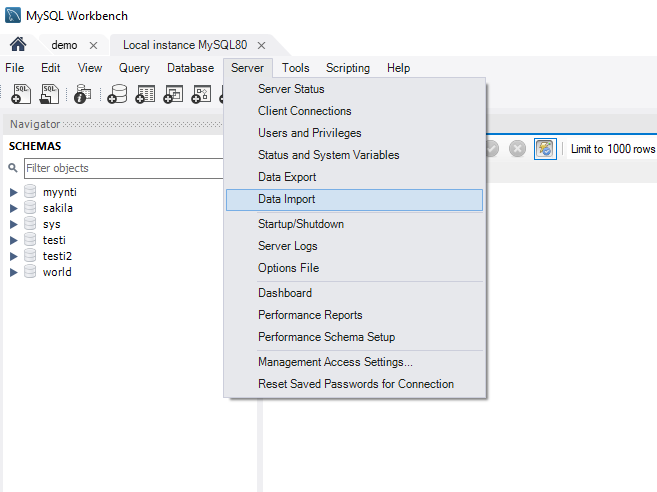 MySQL Workbench
demo Local instance MySQL80
File Edit View Query Database Server Tools Scripting Help
SQL SQL
Navigator
SCHEMAS
Filter objects
myynti
sakila
sys
testi
testi2
world
Server Status
Client Connections
Users and Privileges
Status and System Variables
Data Export
Data Import
Startup/Shutdown
Server Logs
Options File
Dashboard
Performance Reports
Performance Schema Setup
Management Access Settings...
Reset Saved Passwords for Connection
Limit to 1000 rows